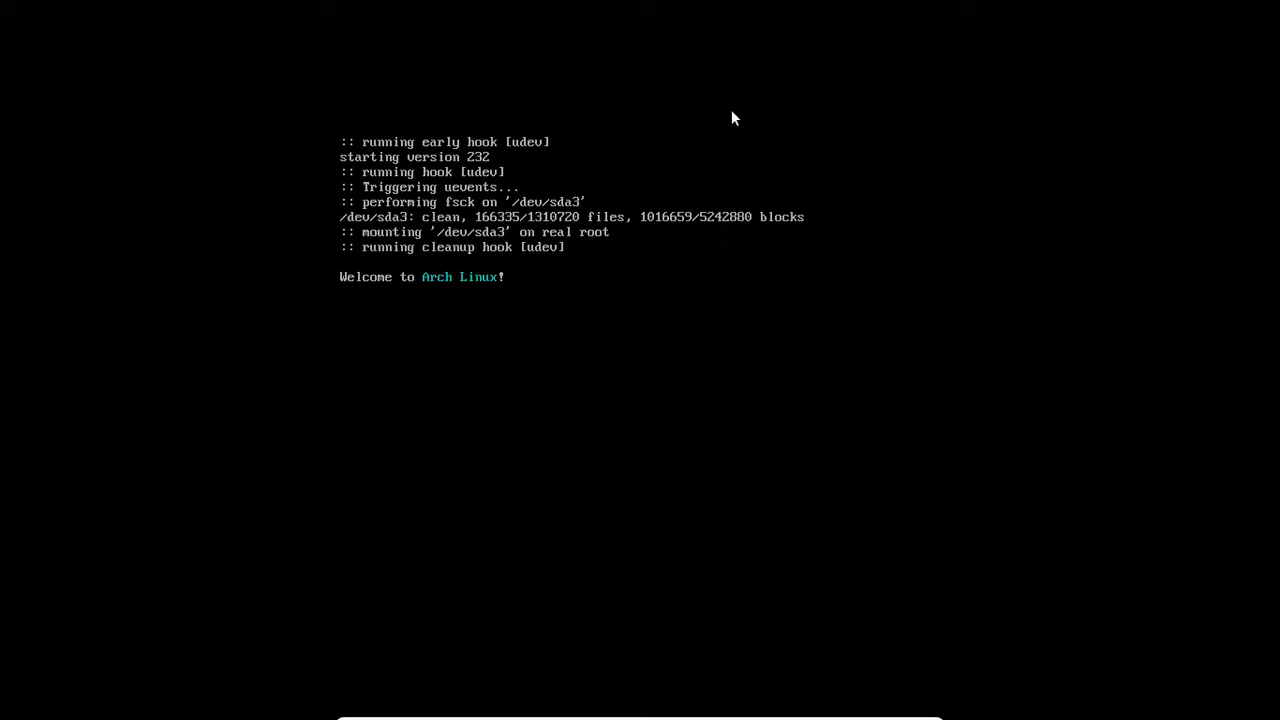 :: running early hook [udev]
starting version 232
:: running hook [udev]
:: Triggering uevents...
:: performing fsck on '/dev/sda3'
/dev/sda3: clean, 166335/1310720 files, 1016659/5242880 blocks
:: mounting '/dev/sda3' on real root
:: running cleanup hook [udev]
Welcome to Arch Linux!